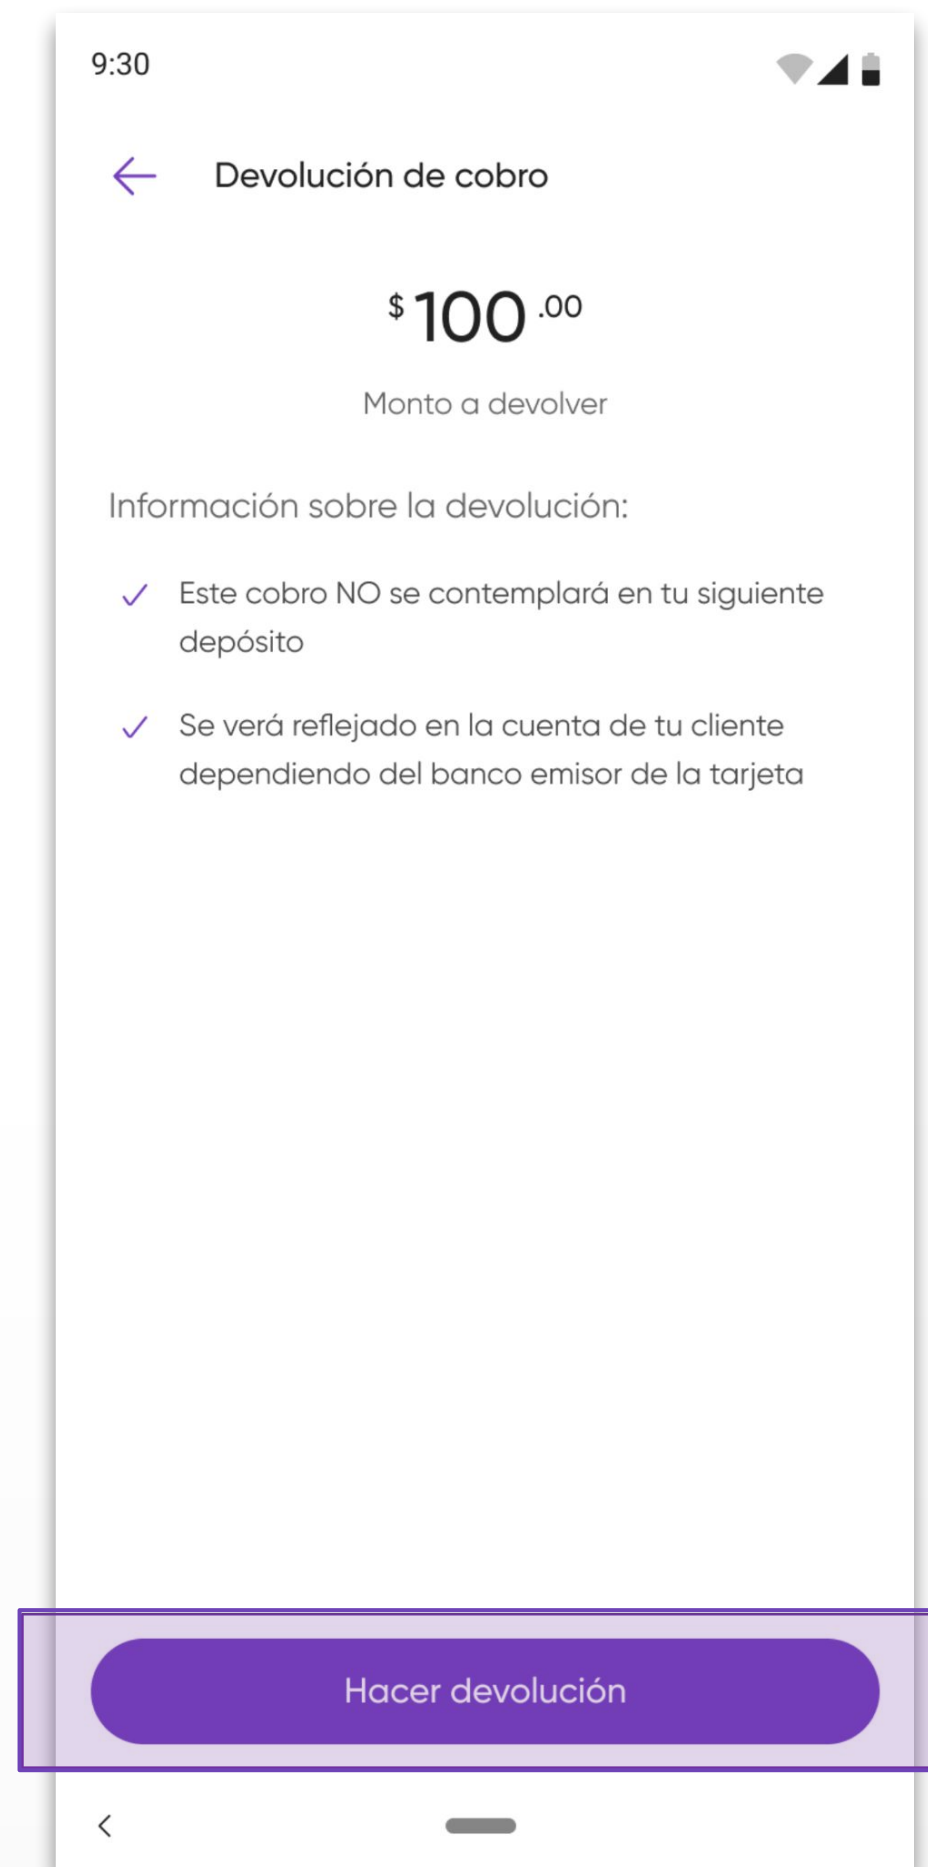 9:30
Devolución de cobro
$100.00
Monto a devolver
Información sobre la devolución:
Este cobro NO se contemplará en tu siguiente
depósito
Se verá reflejado en la cuenta de tu cliente
dependiendo del banco emisor de la tarjeta
Hacer devolución